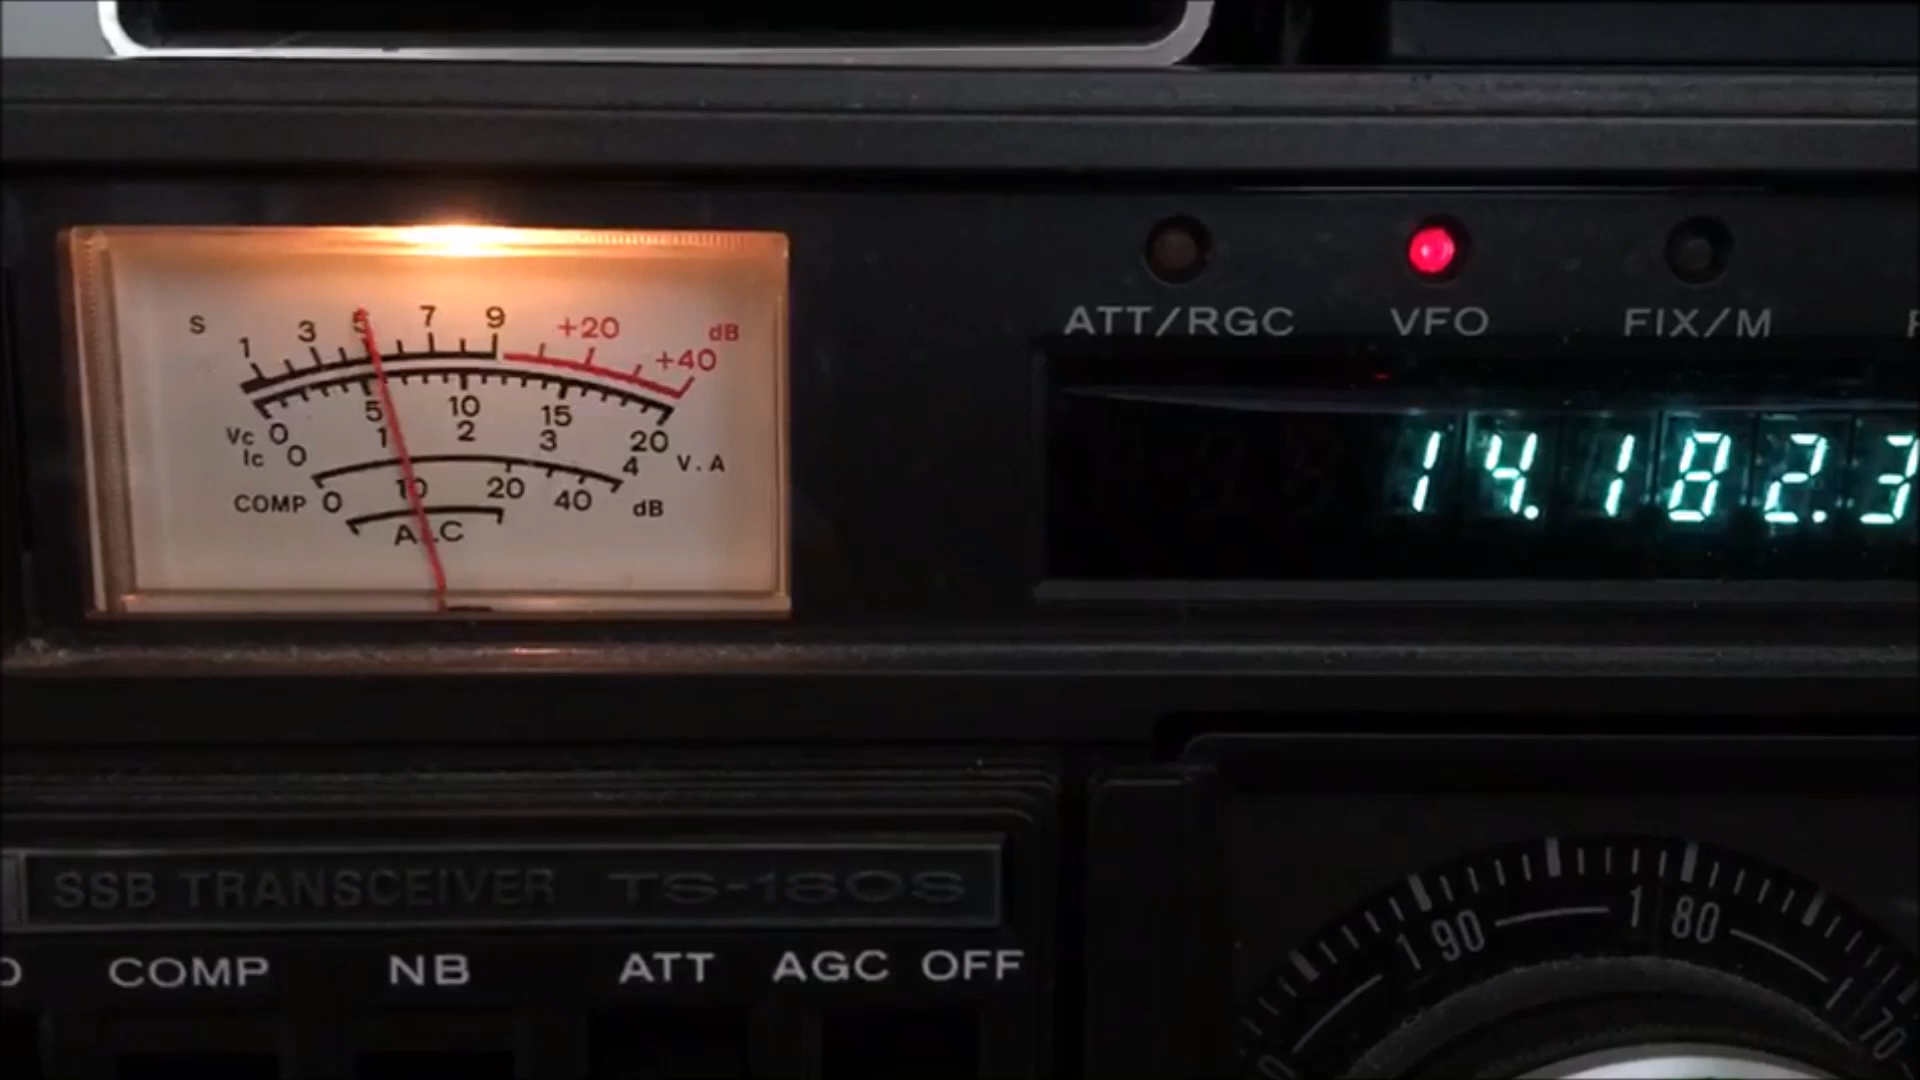 S 1 3 5 7 9 +20 +40 dB
5 10 15 20
Vc 0
1 2 3 4 V.A
Ic 0
COMP 0 10 20 40 dB
ALC
ATT/RGC VFO FIX/M
14.182.3
SSB TRANSCEIVER TS-180S
COMP NB ATT AGC OFF
190 180 170